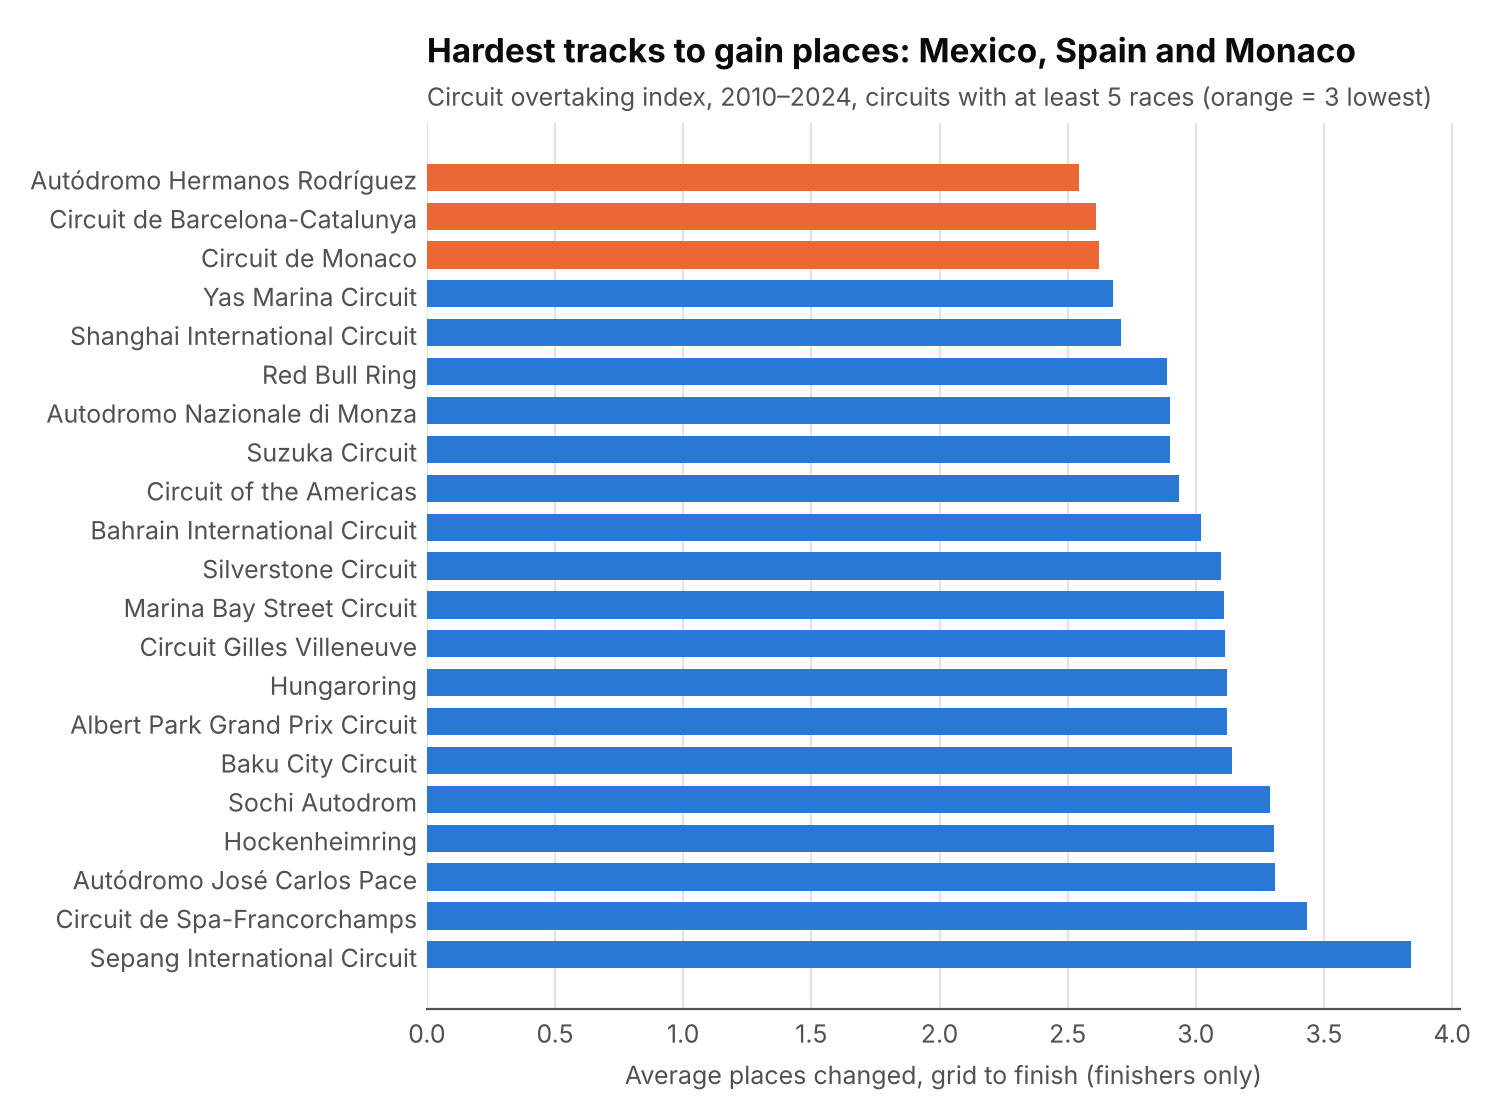 Hardest tracks to gain places: Mexico, Spain and Monaco
Circuit overtaking index, 2010–2024, circuits with at least 5 races (orange = 3 lowest)
Autódromo Hermanos Rodríguez
Circuit de Barcelona-Catalunya
Circuit de Monaco
Yas Marina Circuit
Shanghai International Circuit
Red Bull Ring
Autodromo Nazionale di Monza
Suzuka Circuit
Circuit of the Americas
Bahrain International Circuit
Silverstone Circuit
Marina Bay Street Circuit
Circuit Gilles Villeneuve
Hungaroring
Albert Park Grand Prix Circuit
Baku City Circuit
Sochi Autodrom
Hockenheimring
Autódromo José Carlos Pace
Circuit de Spa-Francorchamps
Sepang International Circuit
0.0 0.5 1.0 1.5 2.0 2.5 3.0 3.5 4.0
Average places changed, grid to finish (finishers only)